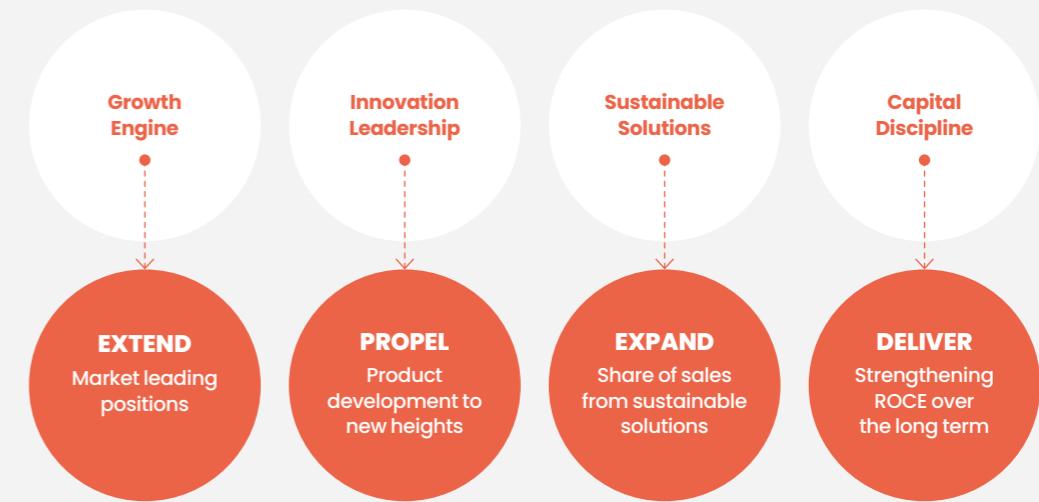 Growth
Engine
Innovation
Leadership
Sustainable
Solutions
Capital
Discipline
EXTEND
Market leading
positions
PROPEL
Product
development to
new heights
EXPAND
Share of sales
from sustainable
solutions
DELIVER
Strengthening
ROCE over
the long term